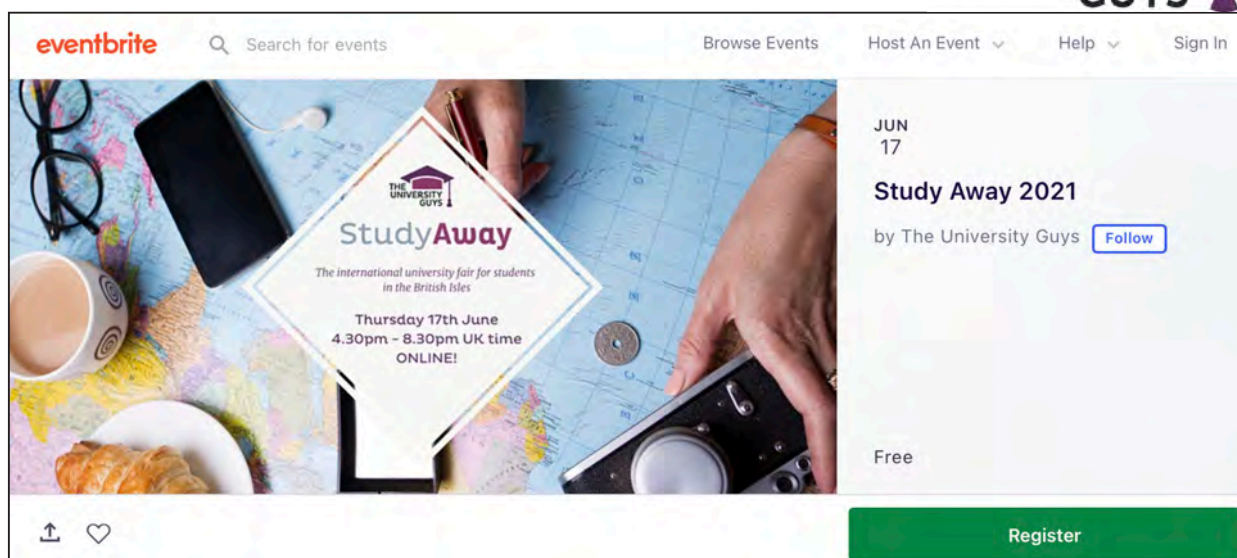 GUYS
eventbrite
Search for events
Browse Events
Host An Event
Help
Sign In
THE
UNIVERSITY
GUYS
StudyAway
The international university fair for students
in the British Isles
Thursday 17th June
4.30pm - 8.30pm UK time
ONLINE!
JUN
17
Study Away 2021
by The University Guys
Follow
Free
Register